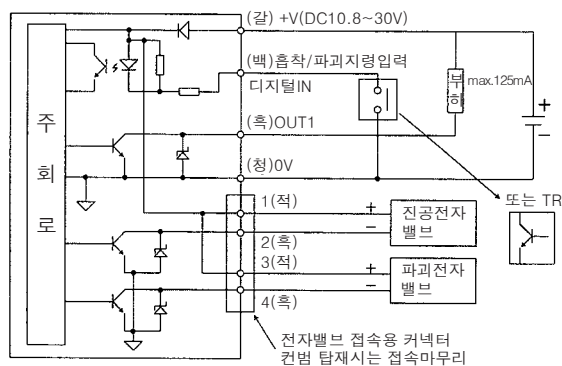 (갈) +V(DC10.8~30V)
(백)흡착/파괴지령입력
디지털IN
부하
max.125mA
+
−
(흑)OUT1
(청)0V
주회로
또는 TR
1(적)
+
진공전자
밸브
−
2(흑)
3(적)
+
파괴전자
밸브
−
4(흑)
전자밸브 접속용 커넥터
컨범 탑재시는 접속마무리